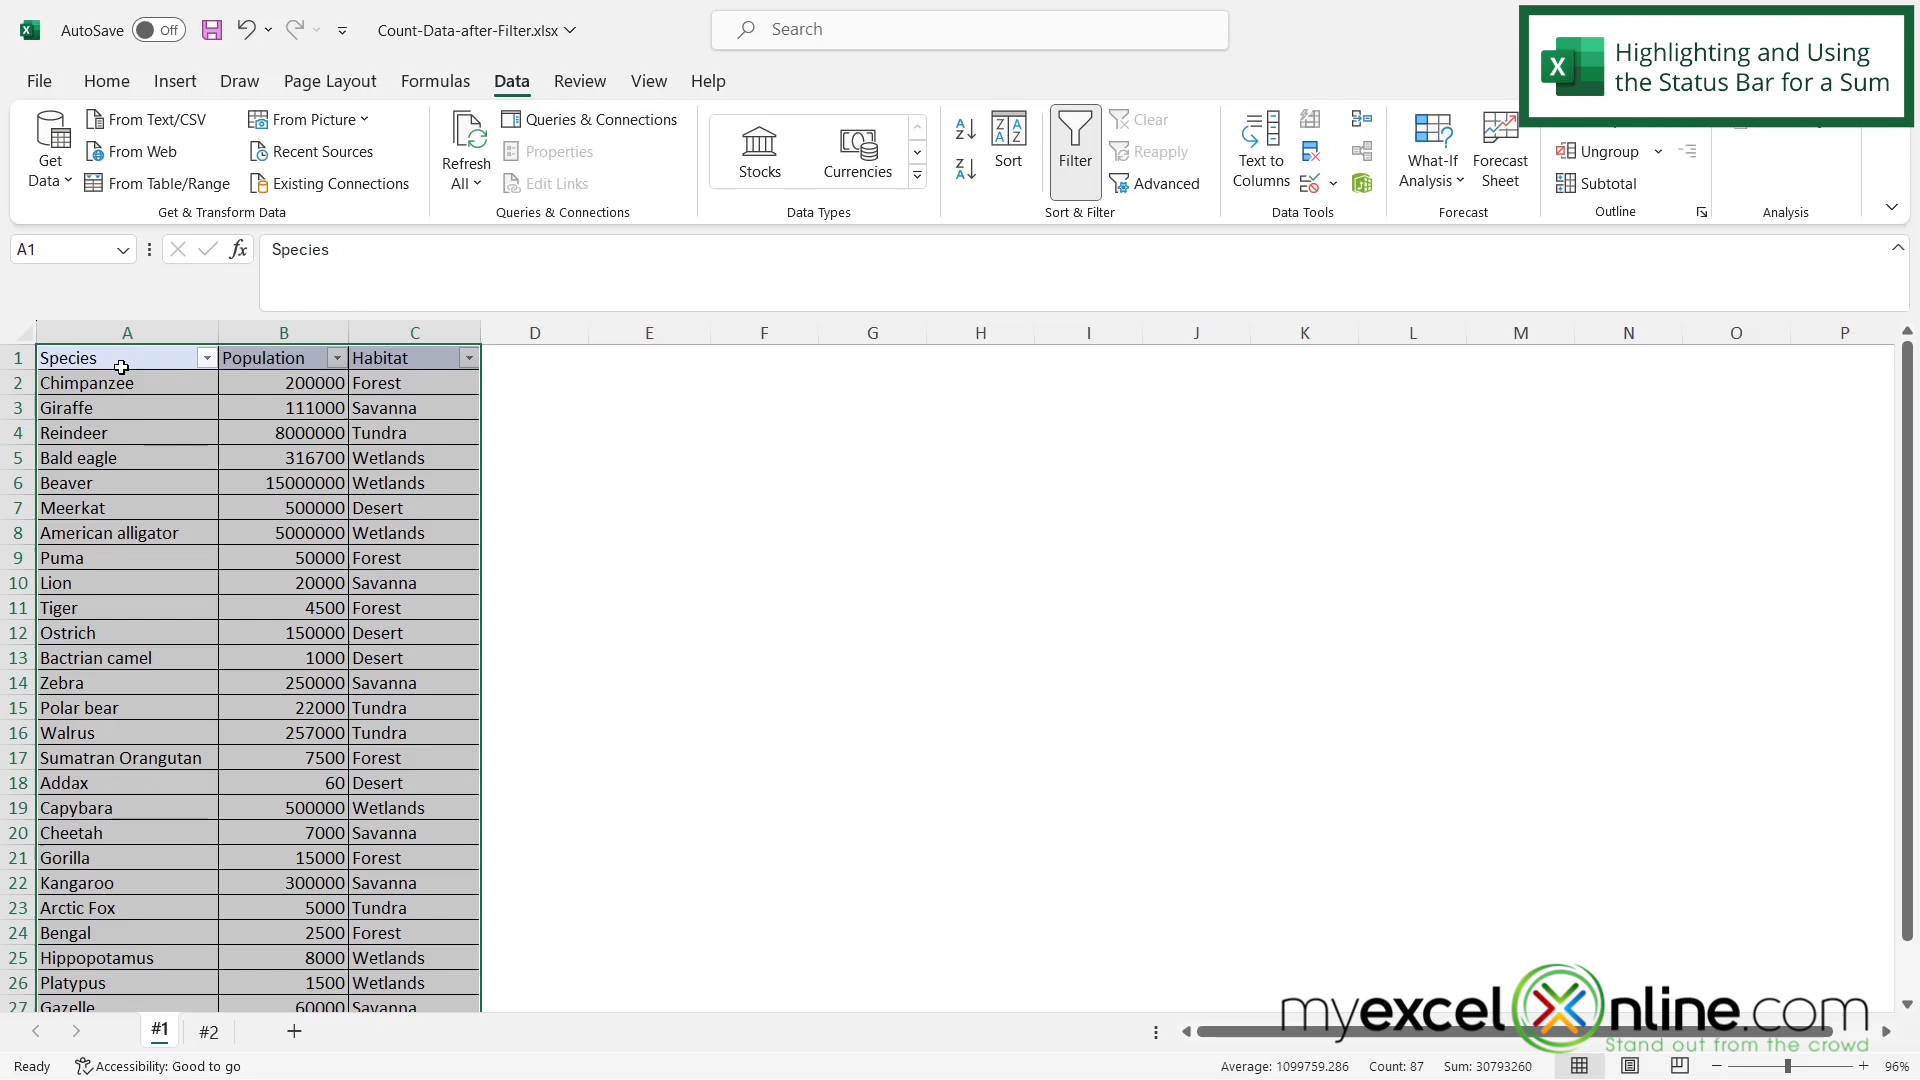 AutoSave Off Count-Data-after-Filter.xlsx Search
Highlighting and Using
the Status Bar for a Sum
File Home Insert Draw Page Layout Formulas Data Review View Help
Get Data
From Text/CSV
From Web
From Table/Range
From Picture
Recent Sources
Existing Connections
Get & Transform Data
Refresh All
Queries & Connections
Properties
Edit Links
Queries & Connections
Stocks
Currencies
Data Types
Sort
Filter
Clear
Reapply
Advanced
Sort & Filter
Text to Columns
Data Tools
What-If Analysis
Forecast Sheet
Forecast
Ungroup
Subtotal
Outline
Analysis
A1 fx Species
A B C D E F G H I J K L M N O P
1 Species Population Habitat
2 Chimpanzee 200000 Forest
3 Giraffe 111000 Savanna
4 Reindeer 8000000 Tundra
5 Bald eagle 316700 Wetlands
6 Beaver 15000000 Wetlands
7 Meerkat 500000 Desert
8 American alligator 5000000 Wetlands
9 Puma 50000 Forest
10 Lion 20000 Savanna
11 Tiger 4500 Forest
12 Ostrich 150000 Desert
13 Bactrian camel 1000 Desert
14 Zebra 250000 Savanna
15 Polar bear 22000 Tundra
16 Walrus 257000 Tundra
17 Sumatran Orangutan 7500 Forest
18 Addax 60 Desert
19 Capybara 500000 Wetlands
20 Cheetah 7000 Savanna
21 Gorilla 15000 Forest
22 Kangaroo 300000 Savanna
23 Arctic Fox 5000 Tundra
24 Bengal 2500 Forest
25 Hippopotamus 8000 Wetlands
26 Platypus 1500 Wetlands
27 Gazelle 60000 Savanna
myexcelonline.com
Stand out from the crowd
#1 #2
Ready Accessibility: Good to go Average: 1099759.286 Count: 87 Sum: 30793260 96%